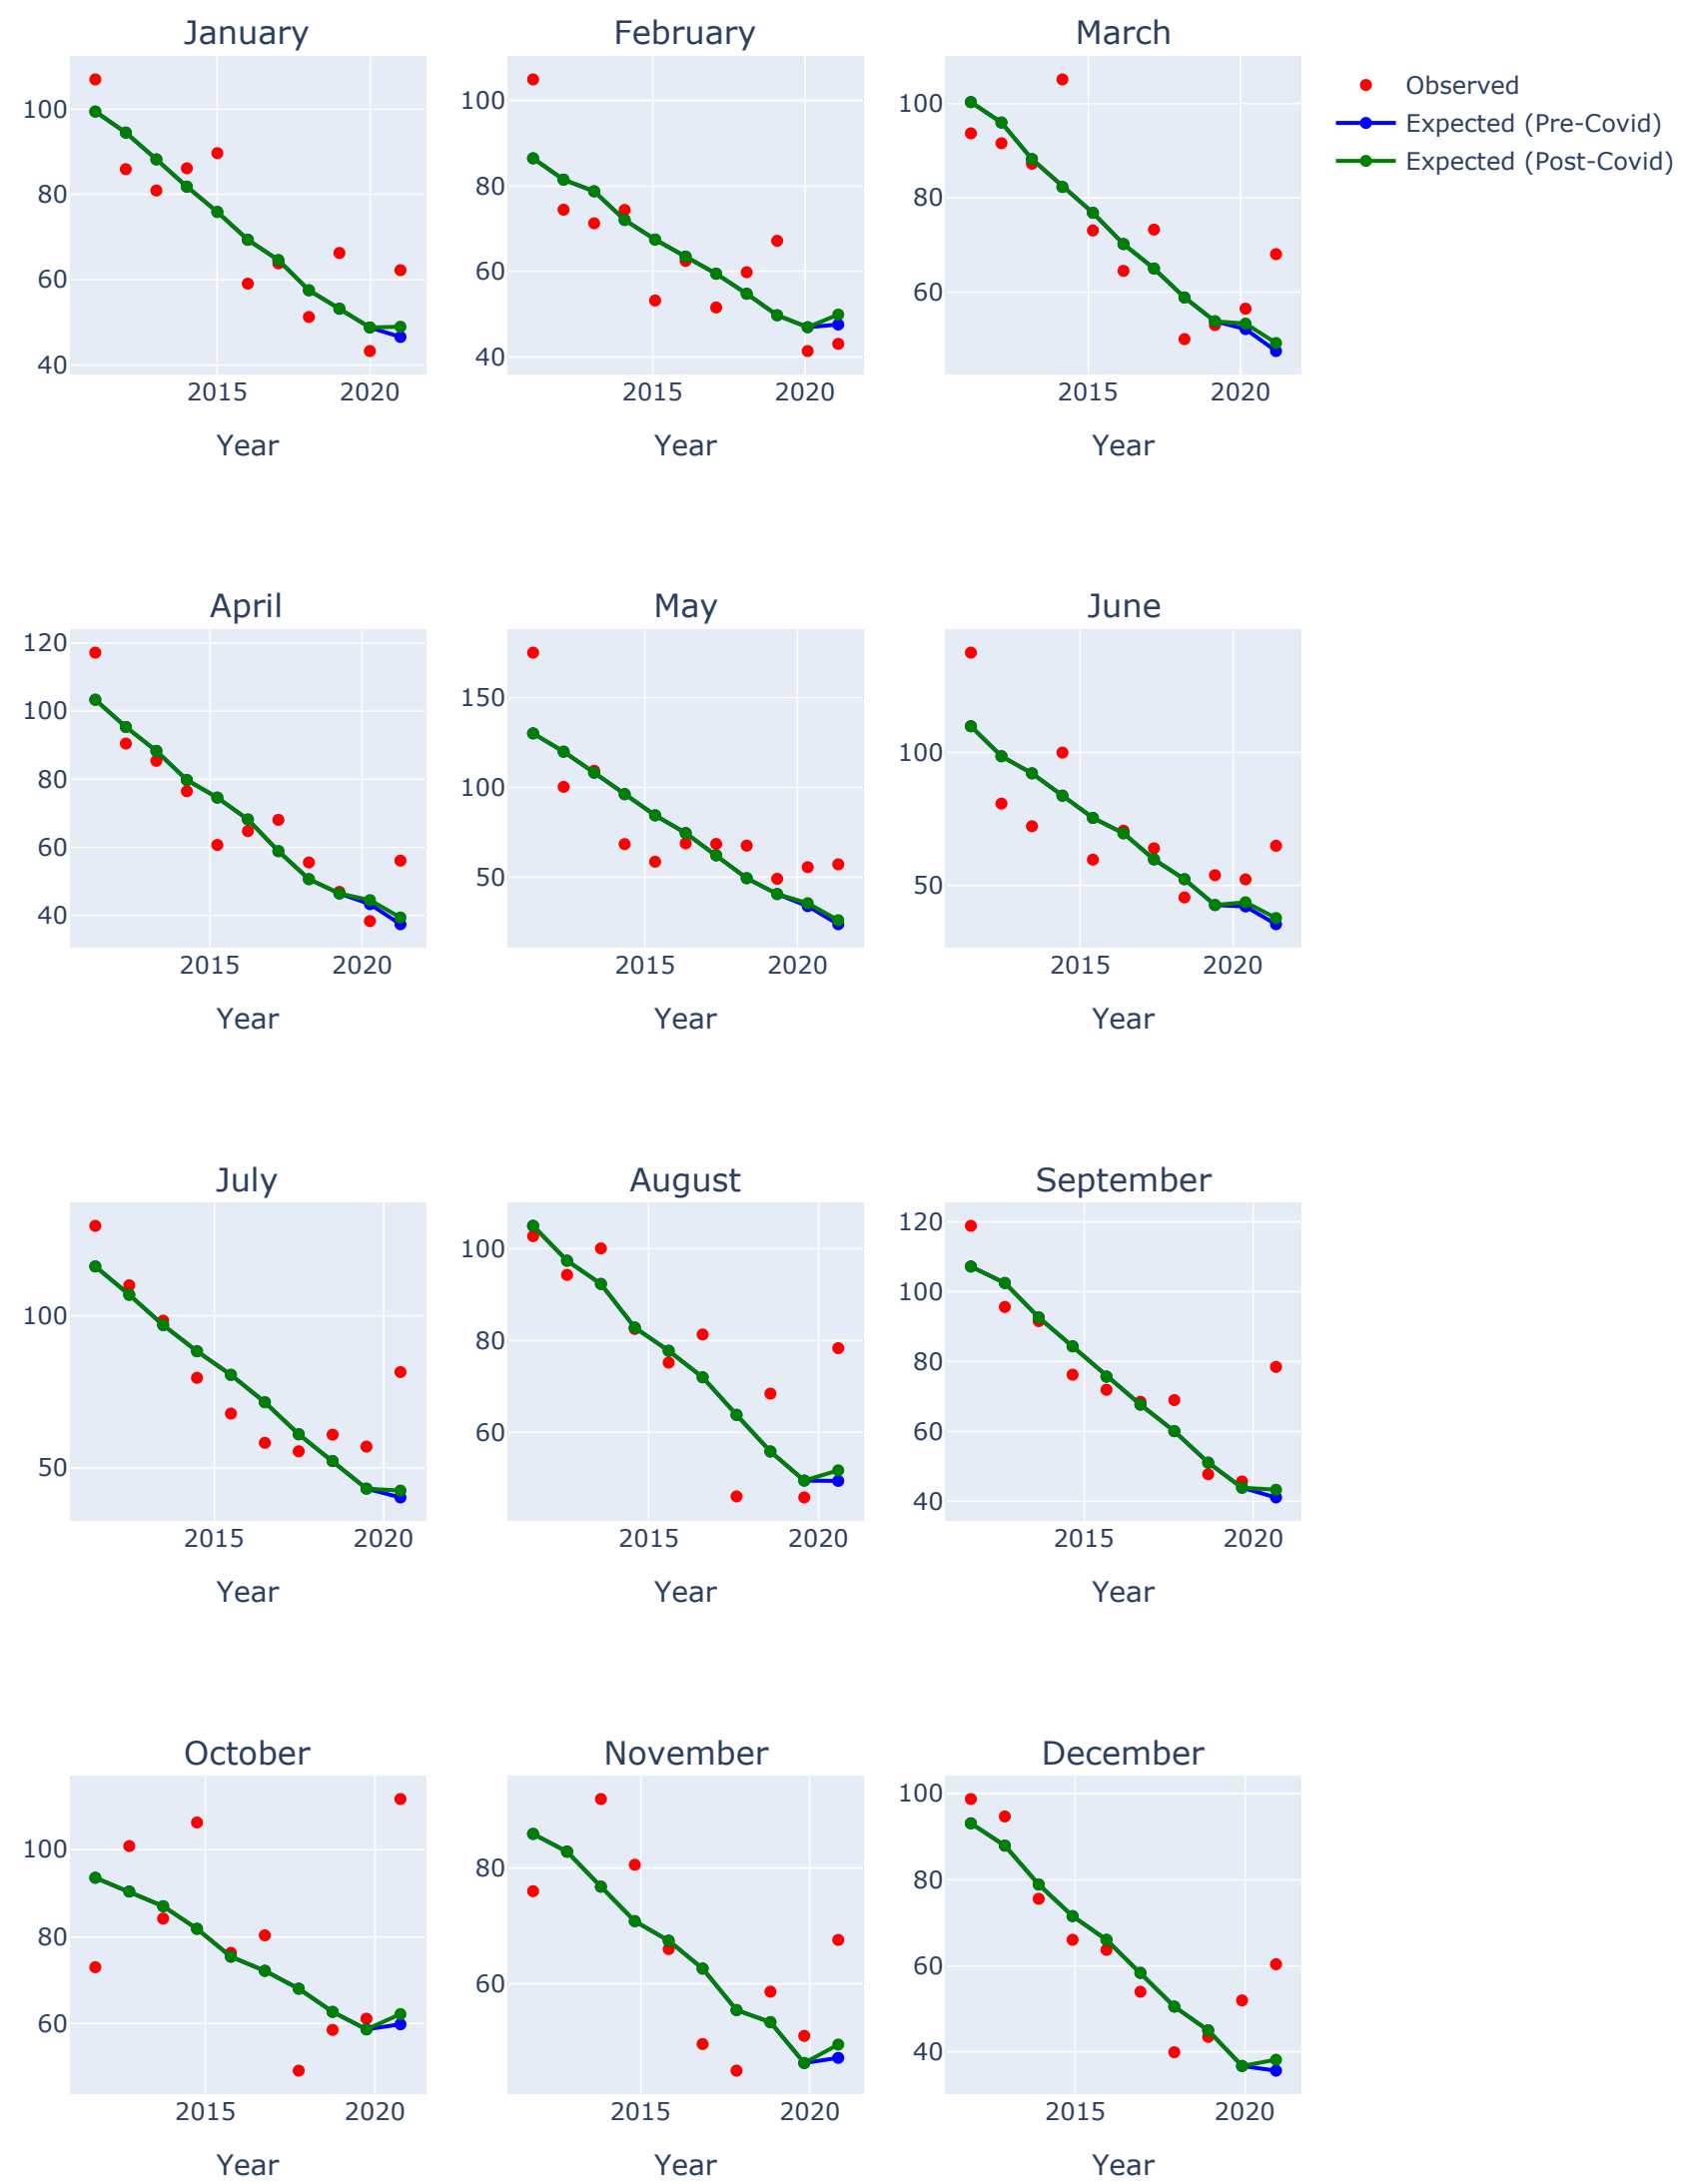 January February March
100
80
60
40
2015 2020
Year
100
80
60
40
2015 2020
Year
100
80
60
2015 2020
Year
Observed
Expected (Pre-Covid)
Expected (Post-Covid)
April May June
120
100
80
60
40
2015 2020
Year
150
100
50
2015 2020
Year
100
50
2015 2020
Year
July August September
100
50
2015 2020
Year
100
80
60
2015 2020
Year
120
100
80
60
40
2015 2020
Year
October November December
100
80
60
2015 2020
Year
80
60
2015 2020
Year
100
80
60
40
2015 2020
Year